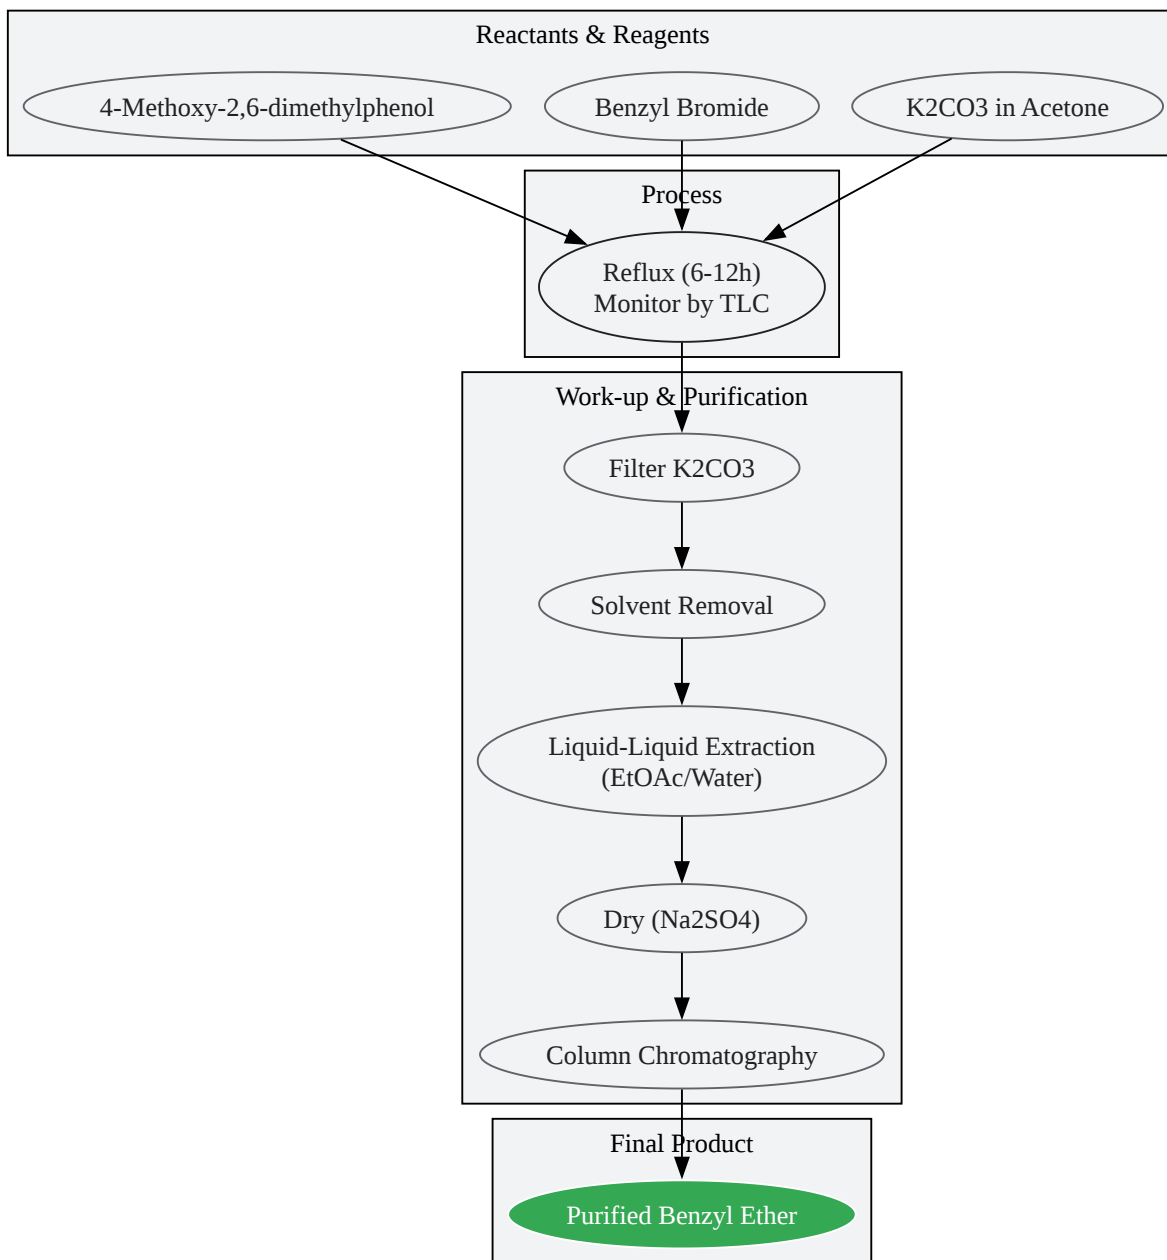 Reactants & Reagents
4-Methoxy-2,6-dimethylphenol
Benzyl Bromide
K2CO3 in Acetone
Process
Reflux (6-12h)
Monitor by TLC
Work-up & Purification
Filter K2CO3
Solvent Removal
Liquid-Liquid Extraction
(EtOAc/Water)
Dry (Na2SO4)
Column Chromatography
Final Product
Purified Benzyl Ether